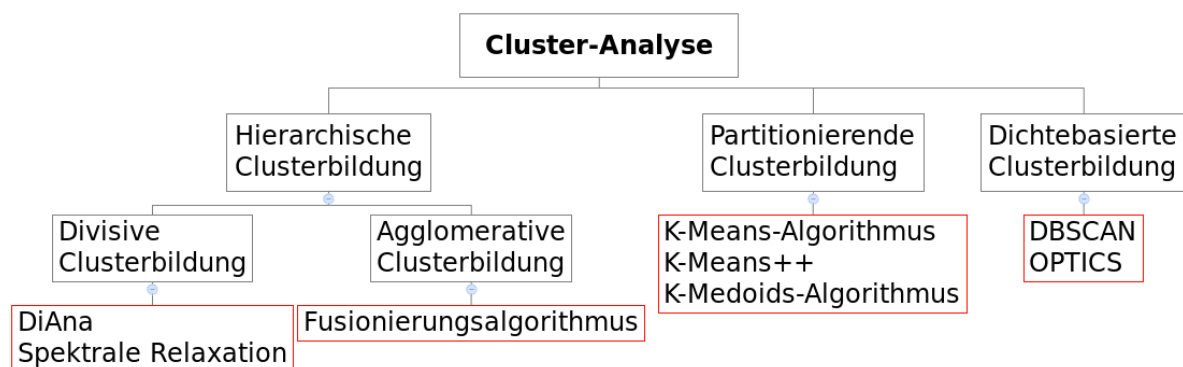 Cluster-Analyse
Hierarchische
Clusterbildung
Partitionierende
Clusterbildung
Dichtebasierte
Clusterbildung
Divisive
Clusterbildung
Agglomerative
Clusterbildung
K-Means-Algorithmus
K-Means++
K-Medoids-Algorithmus
DBSCAN
OPTICS
DiAna
Spektrale Relaxation
Fusionierungsalgorithmus